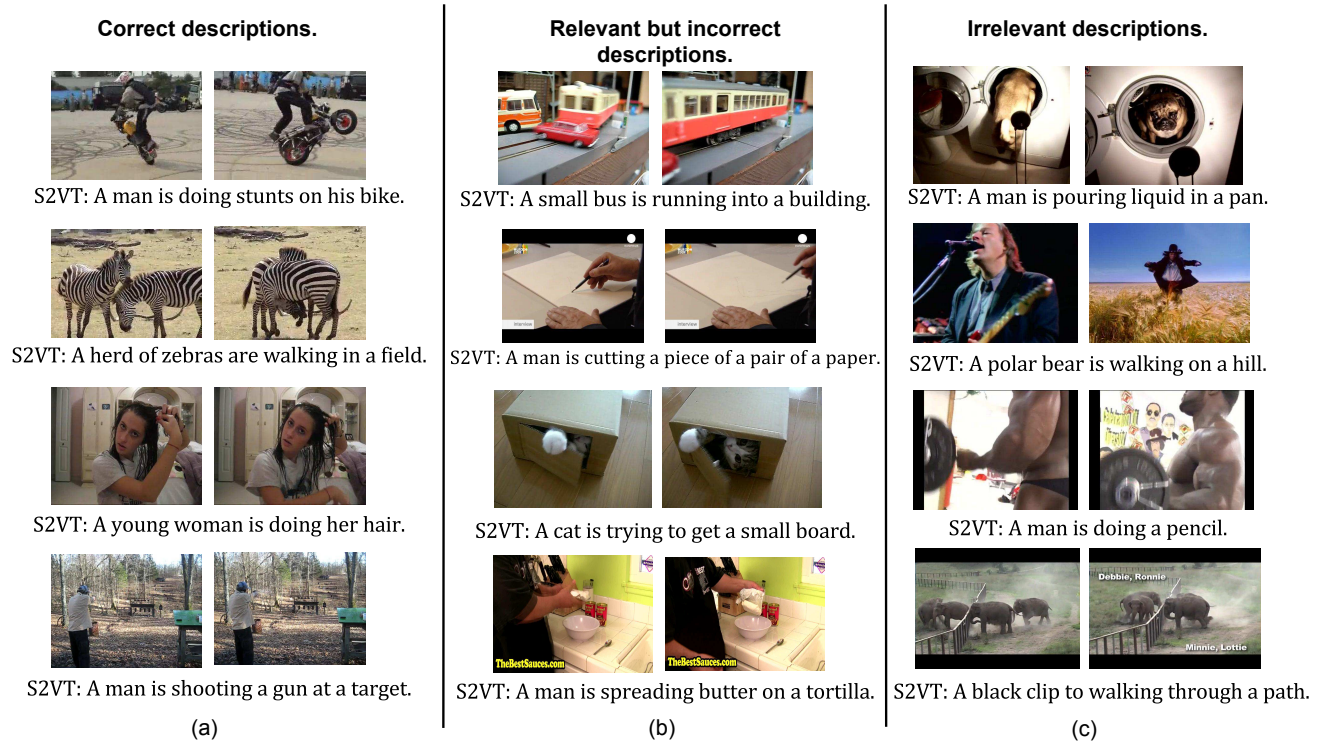 Correct descriptions.
S2VT: A man is doing stunts on his bike.
S2VT: A herd of zebras are walking in a field.
S2VT: A young woman is doing her hair.
S2VT: A man is shooting a gun at a target.
(a)
Relevant but incorrect
descriptions.
S2VT: A small bus is running into a building.
interview
S2VT: A man is cutting a piece of a pair of a paper.
S2VT: A cat is trying to get a small board.
TheBestSauces.com
TheBestSauces.com
S2VT: A man is spreading butter on a tortilla.
(b)
Irrelevant descriptions.
S2VT: A man is pouring liquid in a pan.
S2VT: A polar bear is walking on a hill.
S2VT: A man is doing a pencil.
Debbie, Ronnie
Minnie, Lottie
S2VT: A black clip to walking through a path.
(c)